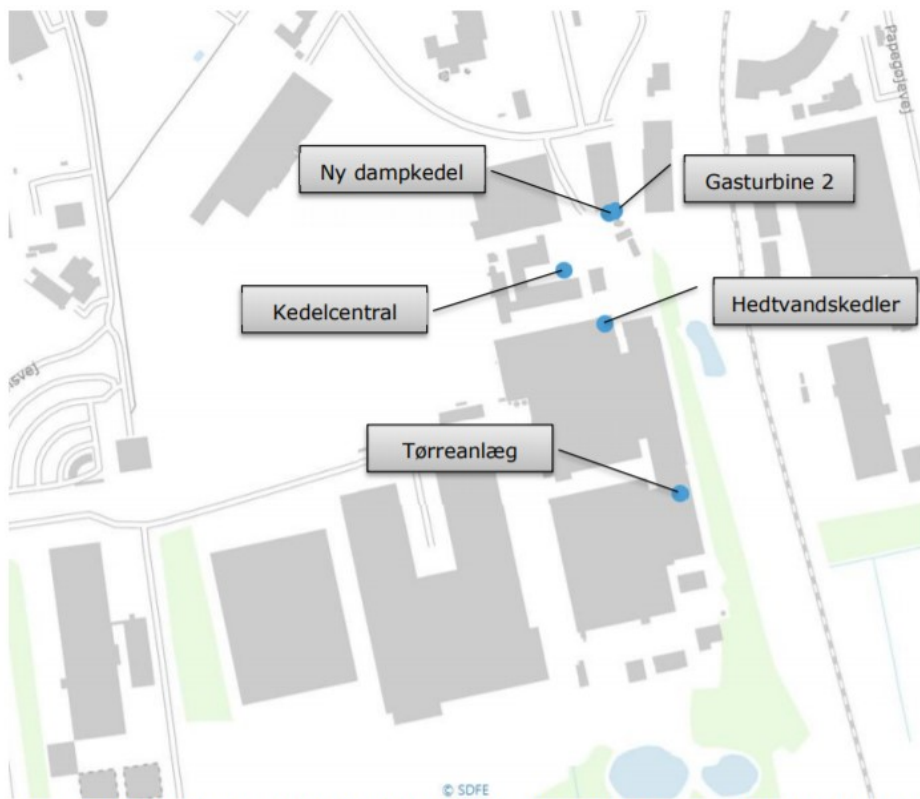 Papegøjevej
Ny dampkedel
Gasturbine 2
Kedelcentral
Hedtvandskedler
Tørreanlæg
© SDFE